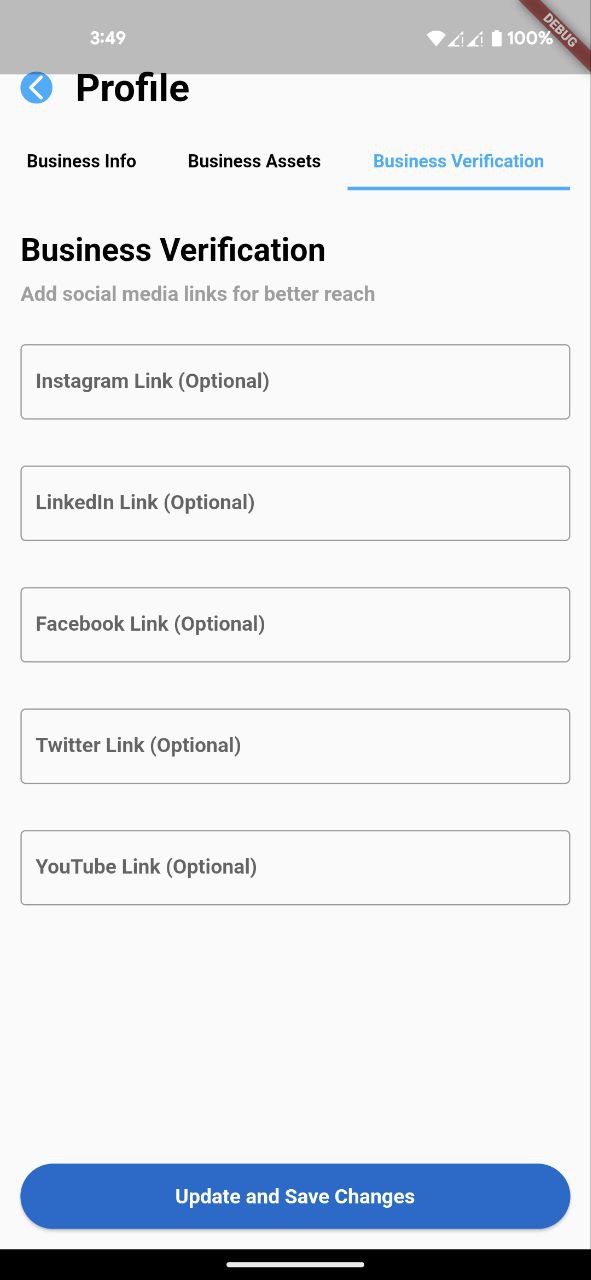 3:49
100%
DEBUG
Profile
Business Info Business Assets Business Verification
Business Verification
Add social media links for better reach
Instagram Link (Optional)
LinkedIn Link (Optional)
Facebook Link (Optional)
Twitter Link (Optional)
YouTube Link (Optional)
Update and Save Changes